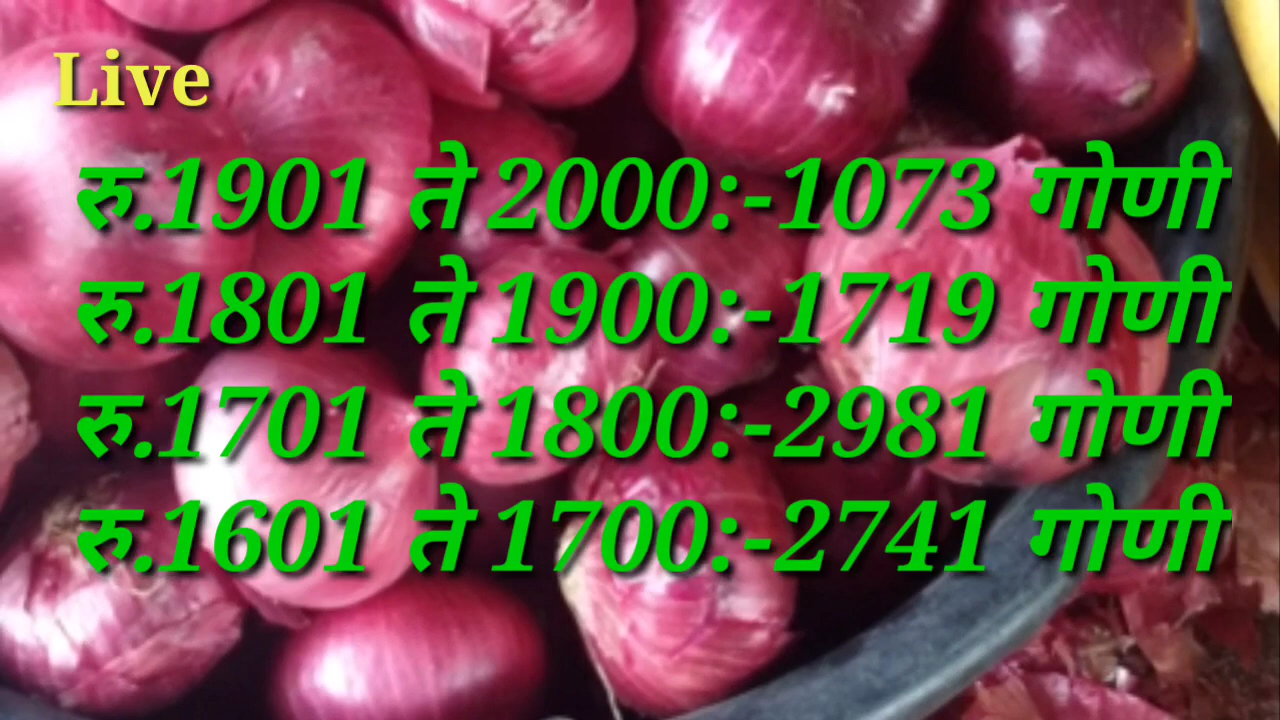 Live
रु.1901 ते 2000:-1073 गोणी
रु.1801 ते 1900:-1719 गोणी
रु.1701 ते 1800:-2981 गोणी
रु.1601 ते 1700:-2741 गोणी